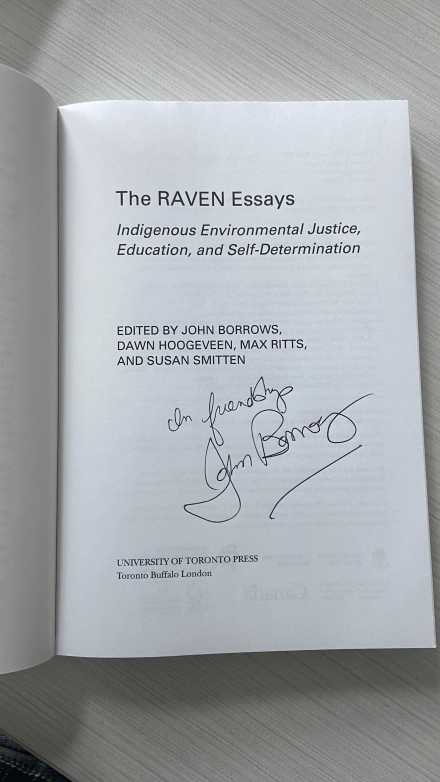 The RAVEN Essays
Indigenous Environmental Justice,
Education, and Self-Determination
EDITED BY JOHN BORROWS,
DAWN HOOGEVEEN, MAX RITTS,
AND SUSAN SMITTEN
In friendship
John Borrows
UNIVERSITY OF TORONTO PRESS
Toronto Buffalo London